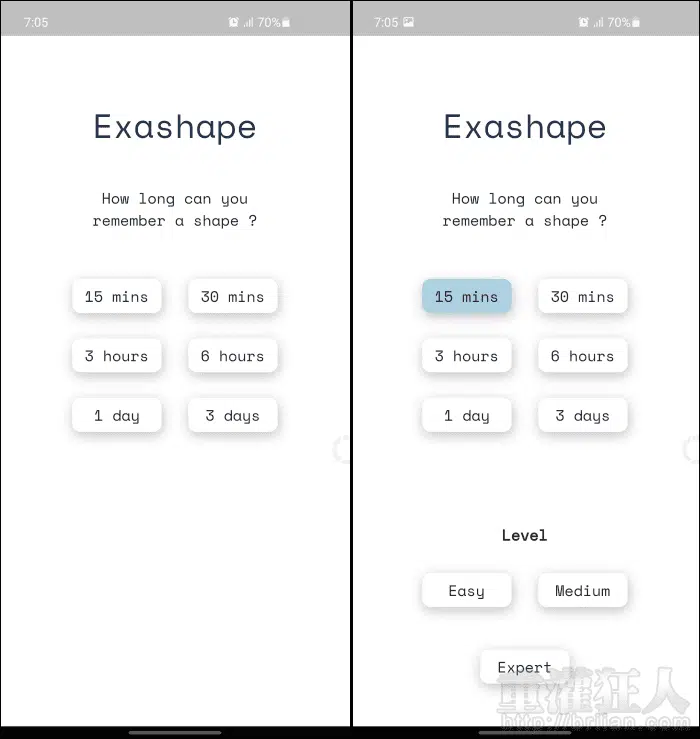 7:05
70%
Exashape
How long can you
remember a shape ?
15 mins
30 mins
3 hours
6 hours
1 day
3 days
7:05
70%
Exashape
How long can you
remember a shape ?
15 mins
30 mins
3 hours
6 hours
1 day
3 days
Level
Easy
Medium
Expert
重灌狂人
http://briian.com